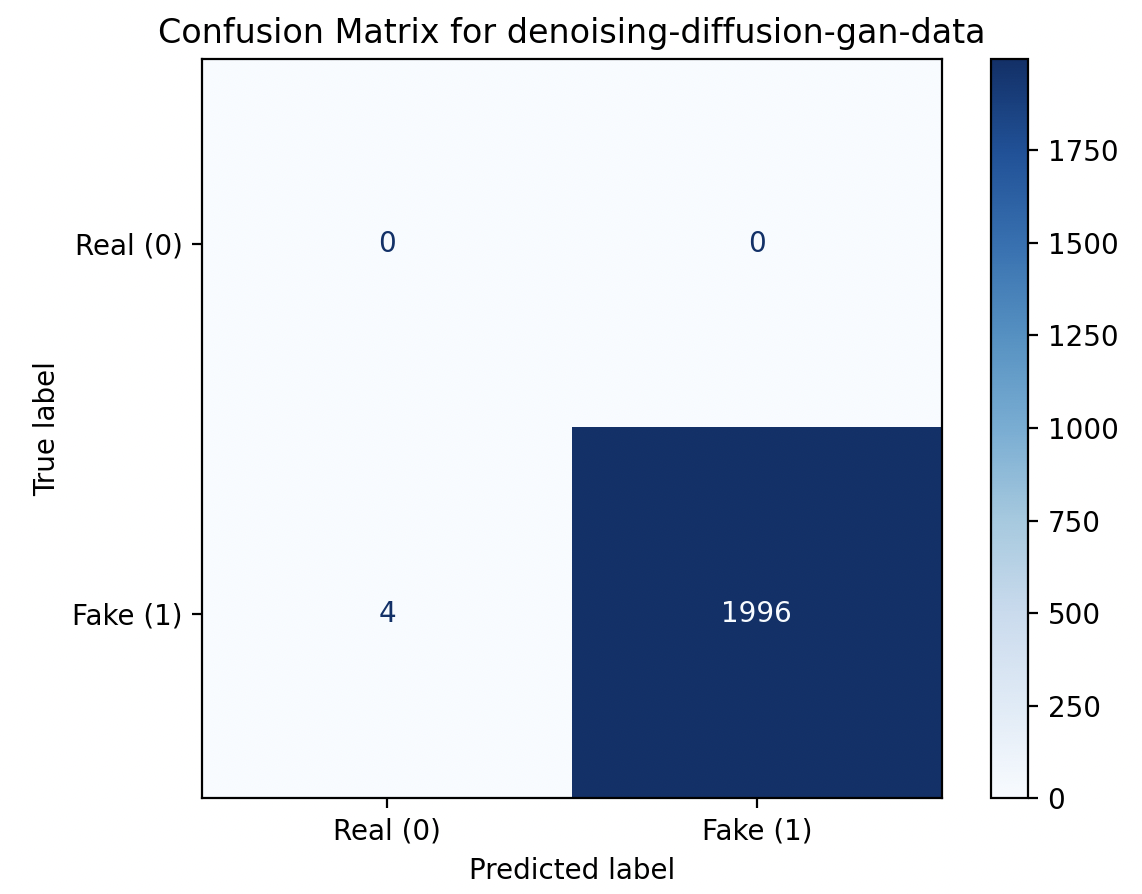 Confusion Matrix for denoising-diffusion-gan-data
True label
Real (0)
0
0
Fake (1)
4
1996
Real (0)
Fake (1)
Predicted label
1750
1500
1250
1000
750
500
250
0